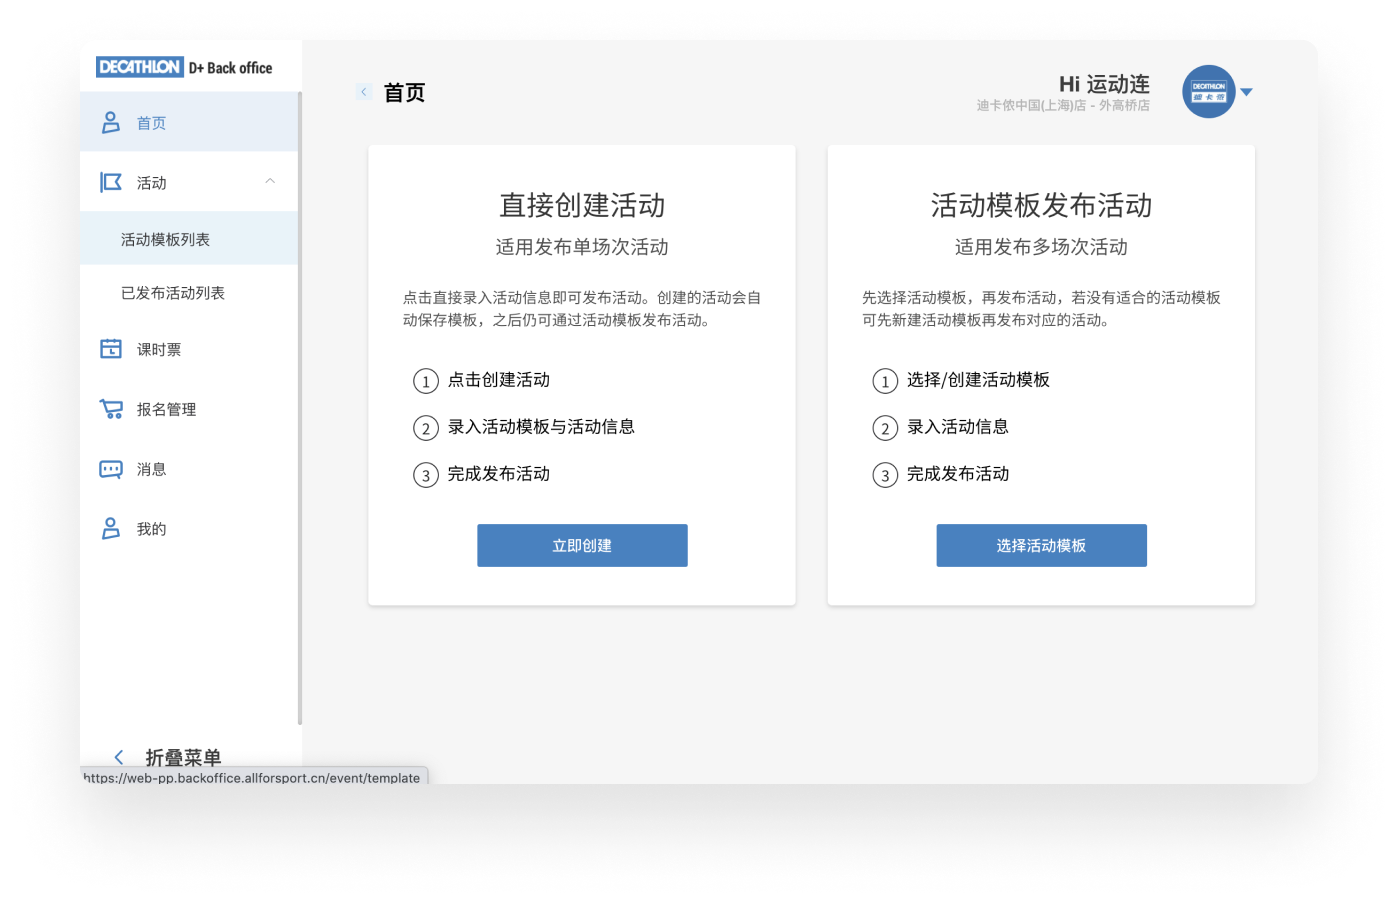 DECATHLON D+ Back office
首页
活动
活动模板列表
已发布活动列表
课时票
报名管理
消息
我的
折叠菜单
https://web-pp.backoffice.allforsport.cn/event/template
首页
Hi 运动连
迪卡侬中国(上海)店 - 外高桥店
DECATHLON
迪卡侬
直接创建活动
适用发布单场次活动
点击直接录入活动信息即可发布活动。创建的活动会自
动保存模板，之后仍可通过活动模板发布活动。
1 点击创建活动
2 录入活动模板与活动信息
3 完成发布活动
立即创建
活动模板发布活动
适用发布多场次活动
先选择活动模板，再发布活动，若没有适合的活动模板
可先新建活动模板再发布对应的活动。
1 选择/创建活动模板
2 录入活动信息
3 完成发布活动
选择活动模板